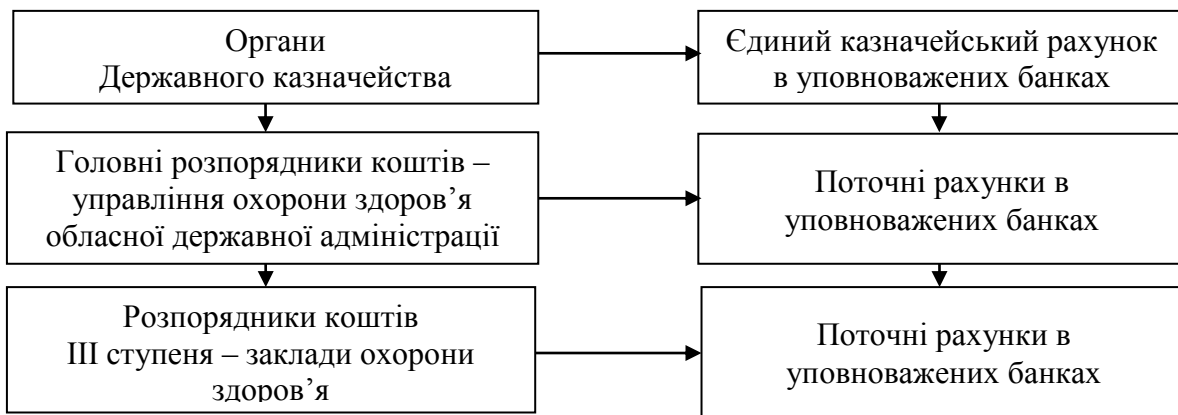 Органи
Державного казначейства
Єдиний казначейський рахунок
в уповноважених банках
Головні розпорядники коштів –
управління охорони здоров’я
обласної державної адміністрації
Поточні рахунки в
уповноважених банках
Розпорядники коштів
ІІІ ступеня – заклади охорони
здоров’я
Поточні рахунки в
уповноважених банках